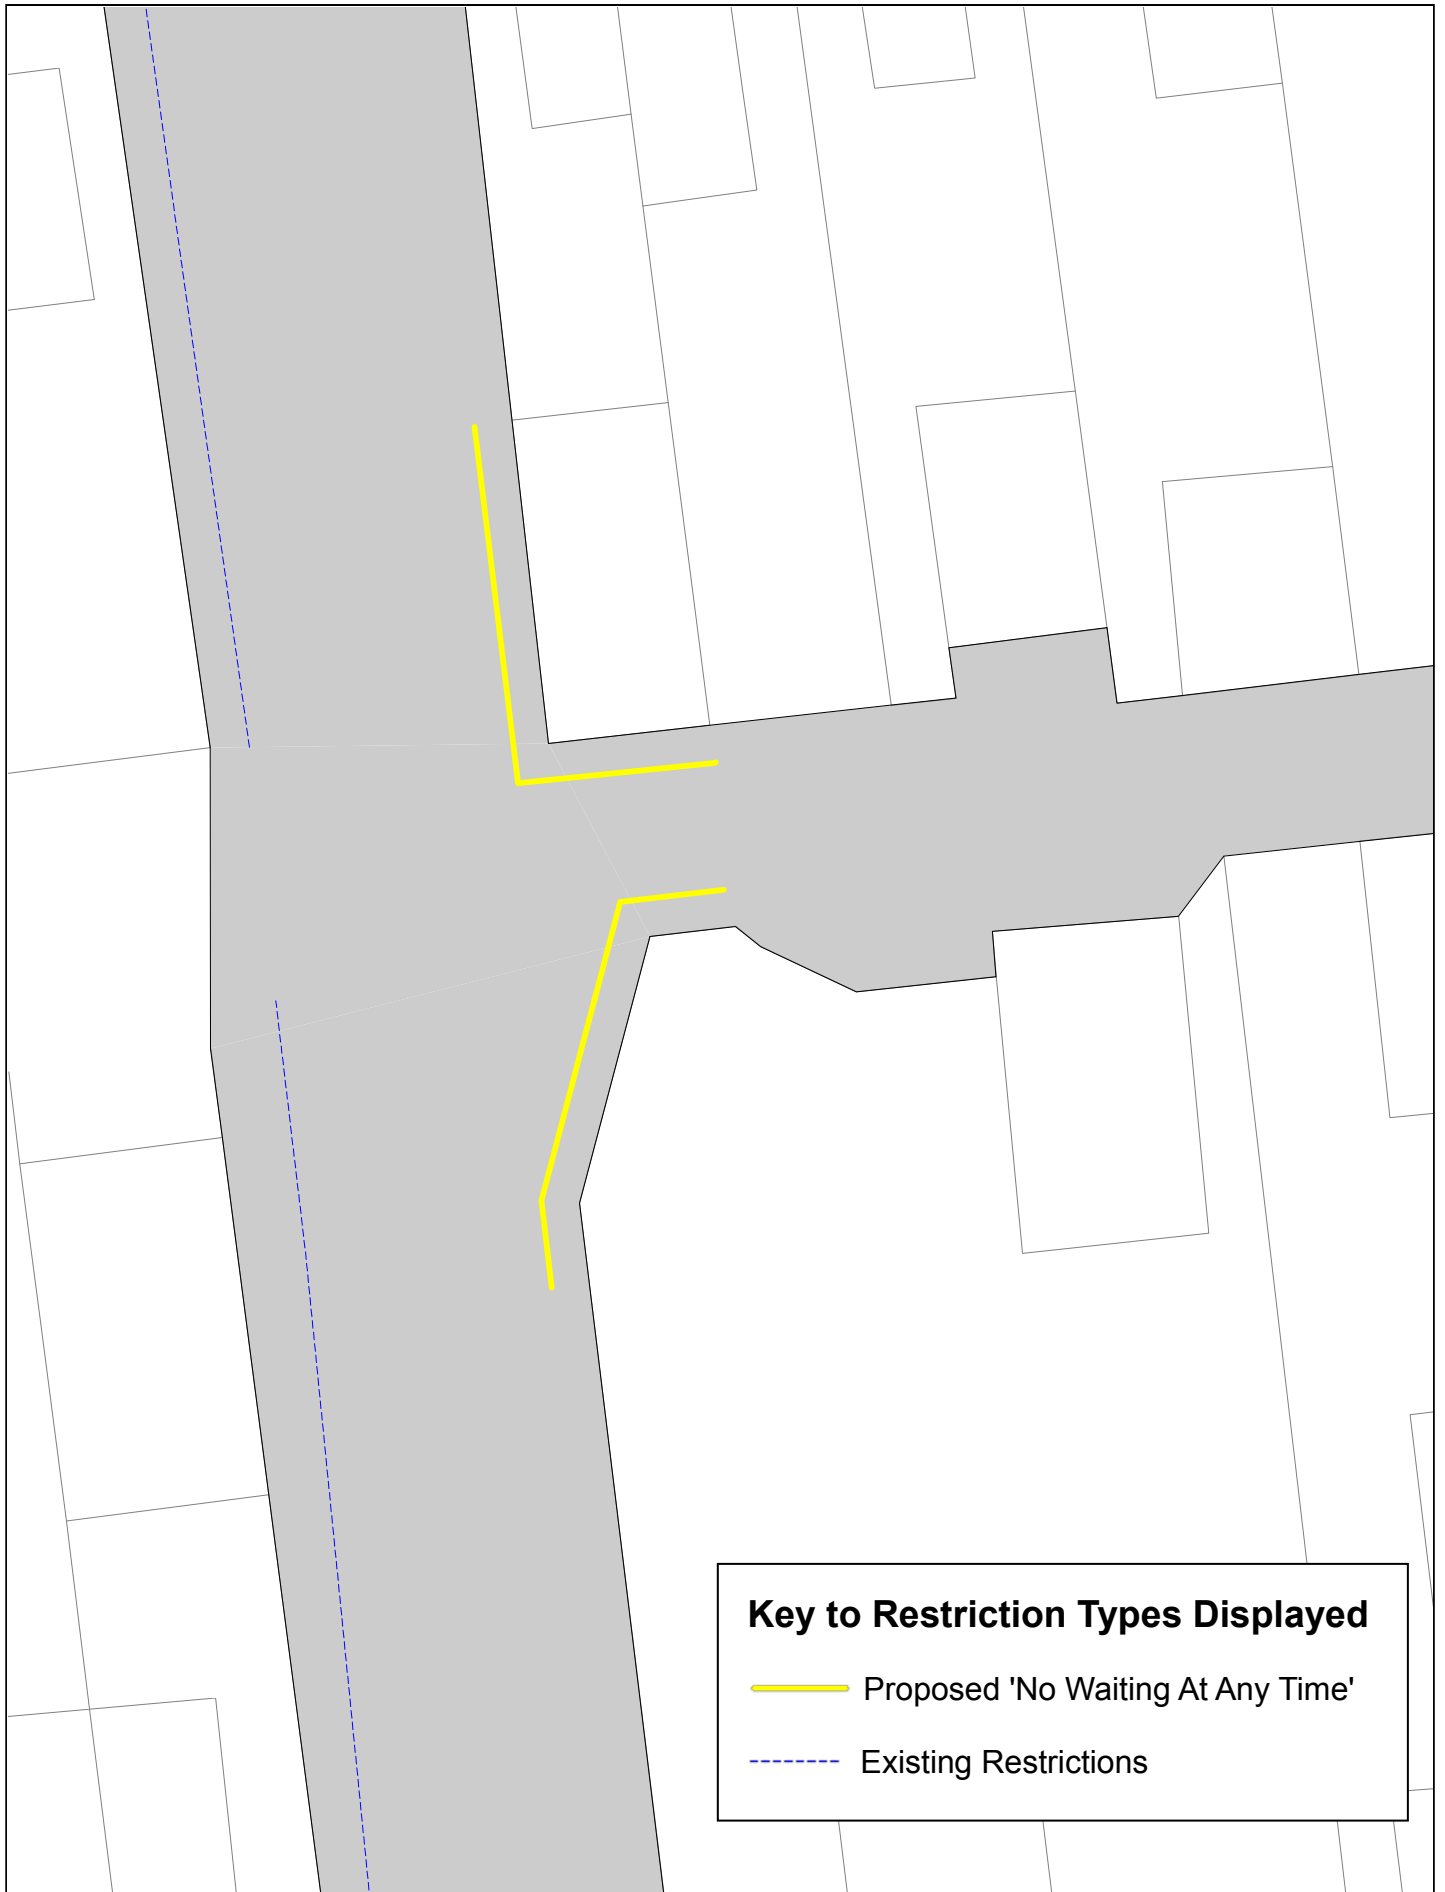 Key to Restriction Types Displayed
Proposed 'No Waiting At Any Time'
Existing Restrictions